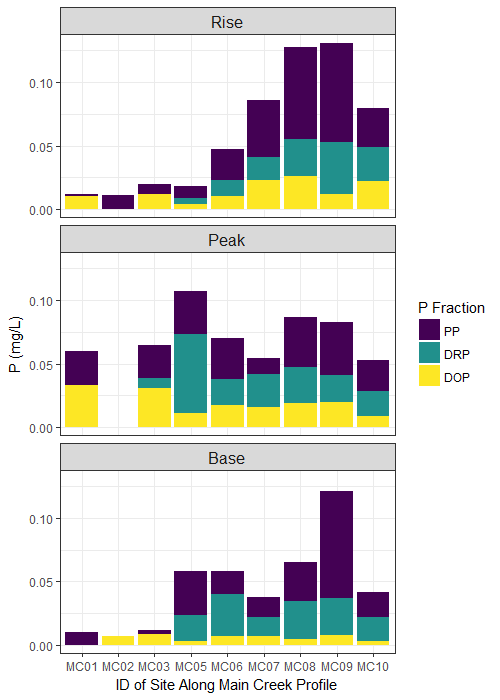 Rise
0.10
0.05
0.00
Peak
0.10
0.05
0.00
Base
0.10
0.05
0.00
P (mg/L)
MC01 MC02 MC03 MC05 MC06 MC07 MC08 MC09 MC10
ID of Site Along Main Creek Profile
P Fraction
PP
DRP
DOP